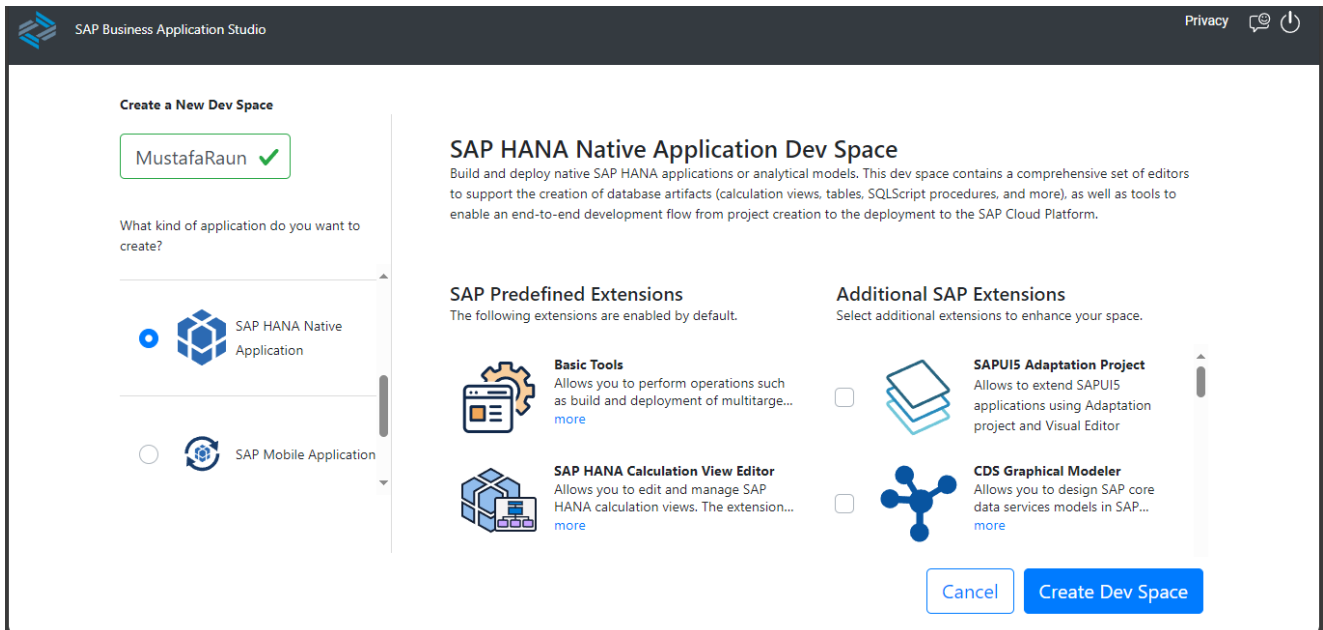 SAP Business Application Studio
Privacy
Create a New Dev Space
MustafaRaun
What kind of application do you want to
create?
SAP HANA Native
Application
SAP Mobile Application
SAP HANA Native Application Dev Space
Build and deploy native SAP HANA applications or analytical models. This dev space contains a comprehensive set of editors
to support the creation of database artifacts (calculation views, tables, SQLScript procedures, and more), as well as tools to
enable an end-to-end development flow from project creation to the deployment to the SAP Cloud Platform.
SAP Predefined Extensions
The following extensions are enabled by default.
Basic Tools
Allows you to perform operations such
as build and deployment of multitarge...
more
SAP HANA Calculation View Editor
Allows you to edit and manage SAP
HANA calculation views. The extension...
more
Additional SAP Extensions
Select additional extensions to enhance your space.
SAPUI5 Adaptation Project
Allows to extend SAPUI5
applications using Adaptation
project and Visual Editor
CDS Graphical Modeler
Allows you to design SAP core
data services models in SAP...
more
Cancel
Create Dev Space